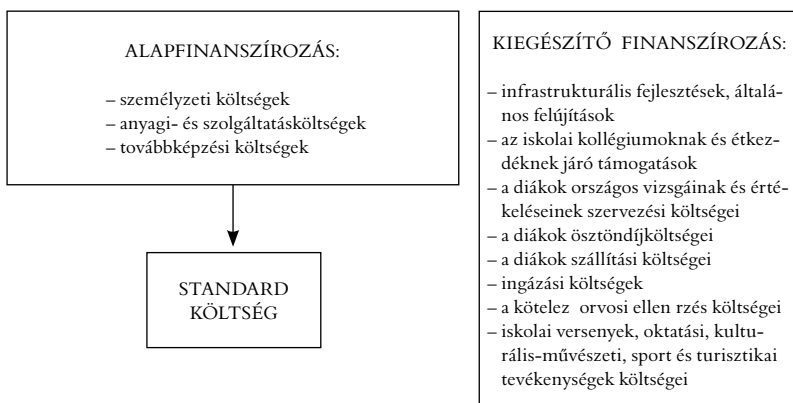 ALAPFINANSZÍROZÁS:
– személyzeti költségek
– anyagi- és szolgáltatásköltségek
– továbbképzési költségek
STANDARD
KÖLTSÉG
KIEGÉSZÍTŐ FINANSZÍROZÁS:
– infrastrukturális fejlesztések, által-
ános felújítások
– az iskolai kollégiumoknak és étkez-
déknek járó támogatások
– a diákok országos vizsgáinak és érté-
keléseinek szervezési költségei
– a diákok ösztöndíjköltségei
– a diákok szállítási költségei
– ingázási költségek
– a kötelez orvosi ellen rzés költségei
– iskolai versenyek, oktatási, kultu-
rális-művészeti, sport és turisztikai
tevékenységek költségei